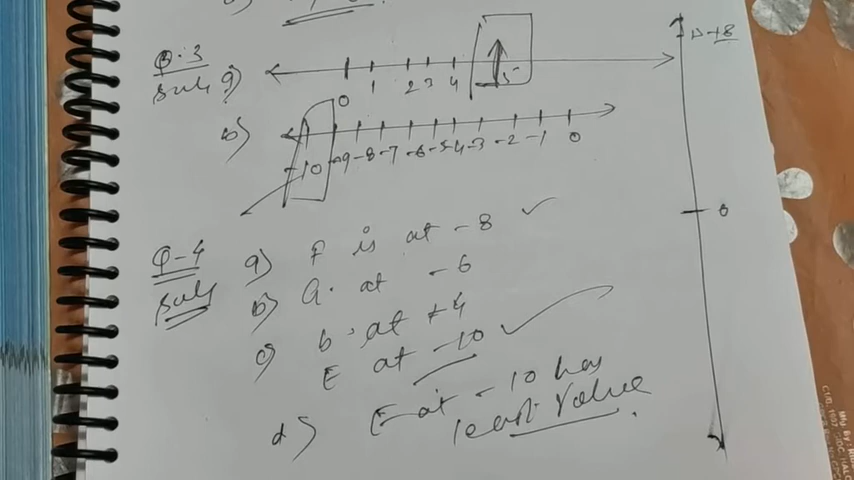 Q.3
Sol, a)
0 1 2 3 4 5
b)
-10 -9 -8 -7 -6 -5 -4 -3 -2 -1 0
Q-4
Sol,
a) F is at -8
b) G. at -6
c) b. at +4
E at -10
d) E at -10 has
least value.
D +8
0